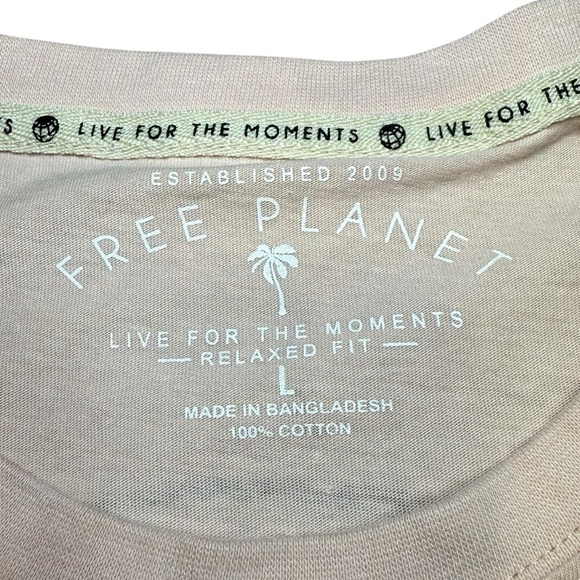 S LIVE FOR THE MOMENTS LIVE FOR THE
ESTABLISHED 2009
FREE PLANET
LIVE FOR THE MOMENTS
RELAXED FIT
L
MADE IN BANGLADESH
100% COTTON